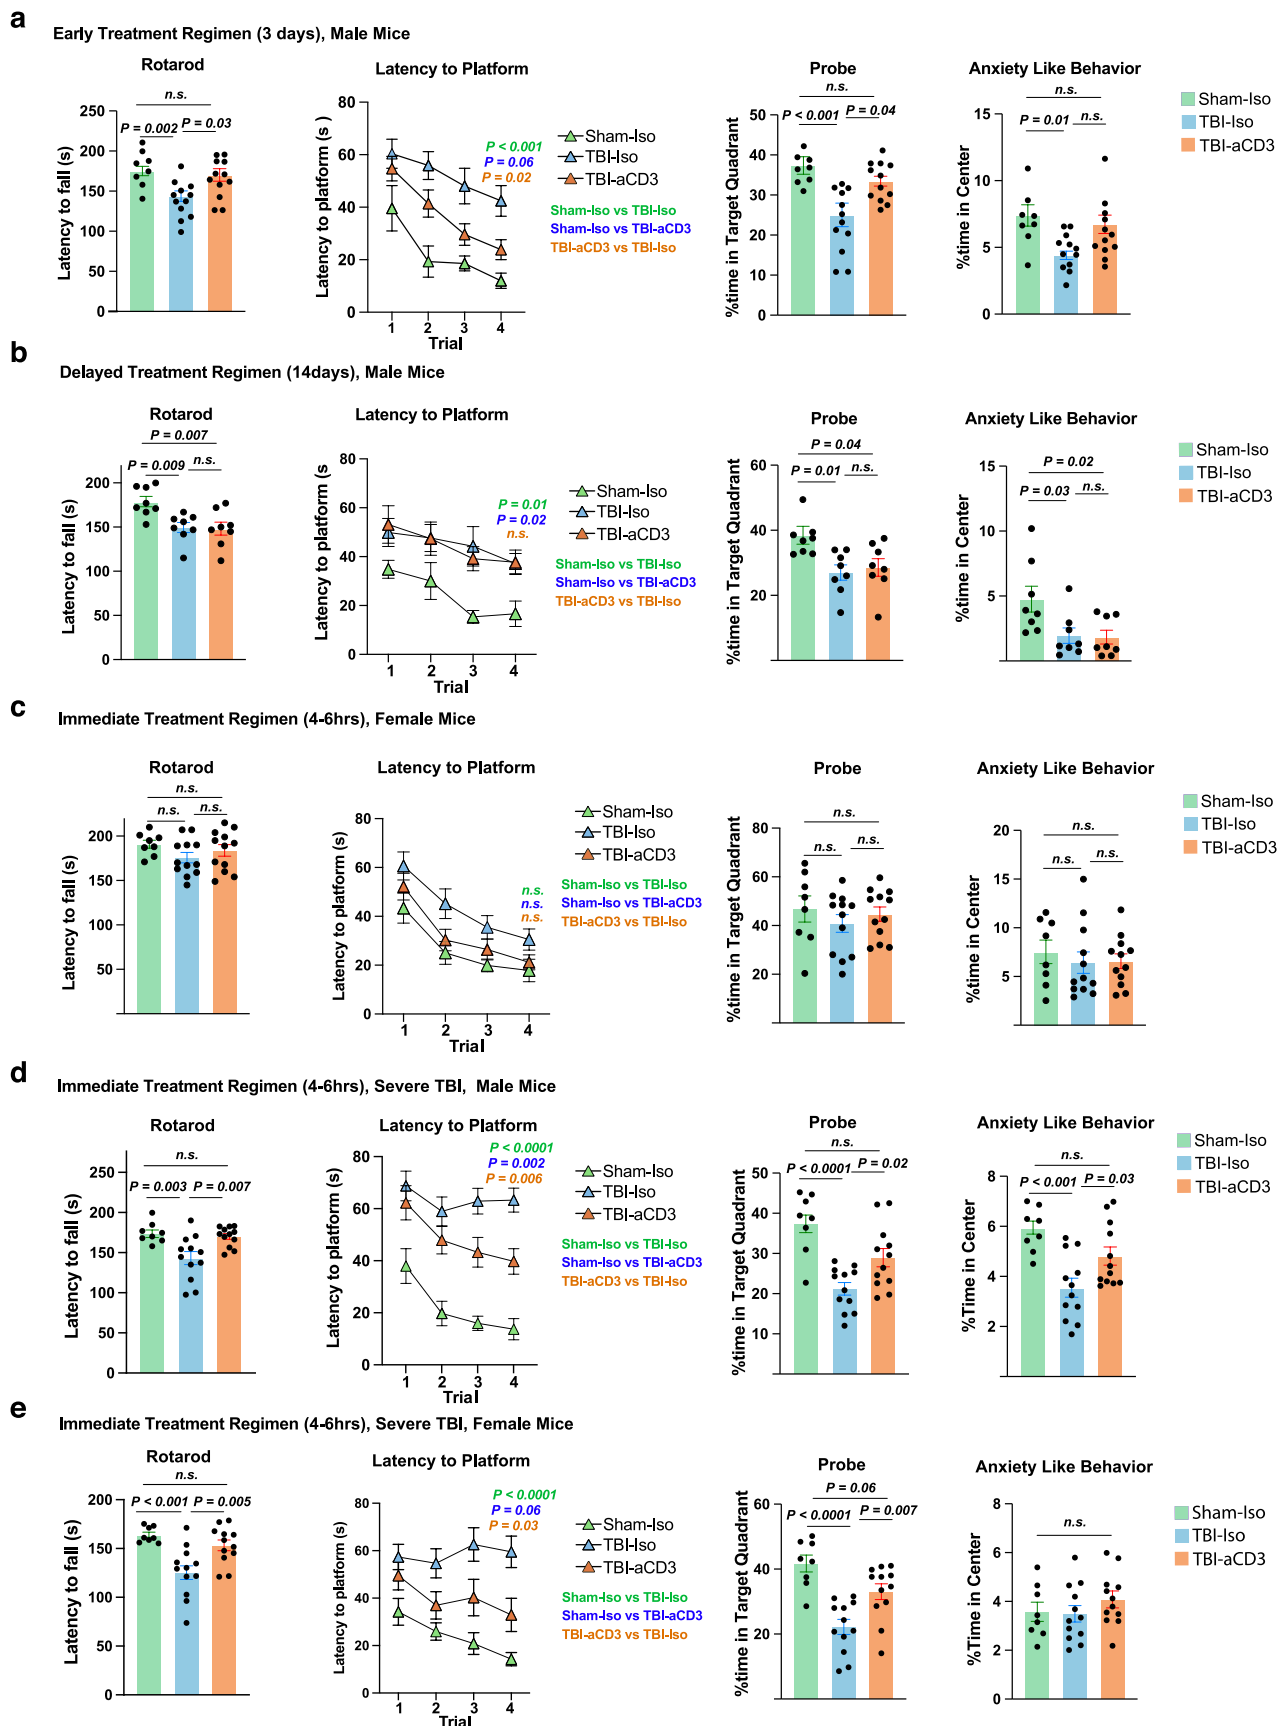 a
Early Treatment Regimen (3 days), Male Mice
Rotarod
n.s.
P = 0.002
P = 0.03
Latency to fall (s)
250
200
150
100
50
0
Latency to Platform
Latency to platform (s )
80
60
40
20
0
1 2 3 4
Trial
P < 0.001
P = 0.06
P = 0.02
Sham-Iso
TBI-Iso
TBI-aCD3
Sham-Iso vs TBI-Iso
Sham-Iso vs TBI-aCD3
TBI-aCD3 vs TBI-Iso
Probe
n.s.
P < 0.001
P = 0.04
%time in Target Quadrant
50
40
30
20
10
0
Anxiety Like Behavior
n.s.
P = 0.01
n.s.
%time in Center
15
10
5
0
Sham-Iso
TBI-Iso
TBI-aCD3
b
Delayed Treatment Regimen (14days), Male Mice
Rotarod
P = 0.007
P = 0.009
n.s.
Latency to fall (s)
200
150
100
50
0
Latency to Platform
Latency to platform (s
80
60
40
20
0
1 2 3 4
Trial
P = 0.01
P = 0.02
n.s.
Sham-Iso
TBI-Iso
TBI-aCD3
Sham-Iso vs TBI-Iso
Sham-Iso vs TBI-aCD3
TBI-aCD3 vs TBI-Iso
Probe
P = 0.04
P = 0.01
n.s.
%time in Target Quadrant
60
40
20
Anxiety Like Behavior
P = 0.02
P = 0.03
n.s.
%time in Center
15
10
5
0
Sham-Iso
TBI-Iso
TBI-aCD3
c
Immediate Treatment Regimen (4-6hrs), Female Mice
Rotarod
n.s.
n.s.
n.s.
Latency to fall (s)
200
150
100
50
Latency to Platform
Latency to platform (s)
80
60
40
20
0
1 2 3 4
Trial
n.s.
n.s.
n.s.
Sham-Iso
TBI-Iso
TBI-aCD3
Sham-Iso vs TBI-Iso
Sham-Iso vs TBI-aCD3
TBI-aCD3 vs TBI-Iso
Probe
n.s.
n.s.
n.s.
%time in Target Quadrant
80
60
40
20
0
Anxiety Like Behavior
n.s.
n.s.
n.s.
%time in Center
20
15
10
5
0
Sham-Iso
TBI-Iso
TBI-aCD3
d
Immediate Treatment Regimen (4-6hrs), Severe TBI, Male Mice
Rotarod
n.s.
P = 0.003
P = 0.007
Latency to fall (s)
250
200
150
100
50
0
Latency to Platform
Latency to platform (s)
80
60
40
20
0
1 2 3 4
Trial
P < 0.0001
P = 0.002
P = 0.006
Sham-Iso
TBI-Iso
TBI-aCD3
Sham-Iso vs TBI-Iso
Sham-Iso vs TBI-aCD3
TBI-aCD3 vs TBI-Iso
Probe
n.s.
P < 0.0001
P = 0.02
%time in Target Quadrant
50
40
30
20
10
Anxiety Like Behavior
n.s.
P < 0.001
P = 0.03
%Time in Center
8
6
4
2
Sham-Iso
TBI-Iso
TBI-aCD3
e
Immediate Treatment Regimen (4-6hrs), Severe TBI, Female Mice
Rotarod
n.s.
P < 0.001
P = 0.005
Latency to fall (s)
200
150
100
50
0
Latency to Platform
Latency to platform (s)
80
60
40
20
0
1 2 3 4
Trial
P < 0.0001
P = 0.06
P = 0.03
Sham-Iso
TBI-Iso
TBI-aCD3
Sham-Iso vs TBI-Iso
Sham-Iso vs TBI-aCD3
TBI-aCD3 vs TBI-Iso
Probe
P = 0.06
P < 0.0001
P = 0.007
%time in Target Quadrant
60
40
20
0
Anxiety Like Behavior
n.s.
%Time in Center
8
6
4
2
0
Sham-Iso
TBI-Iso
TBI-aCD3